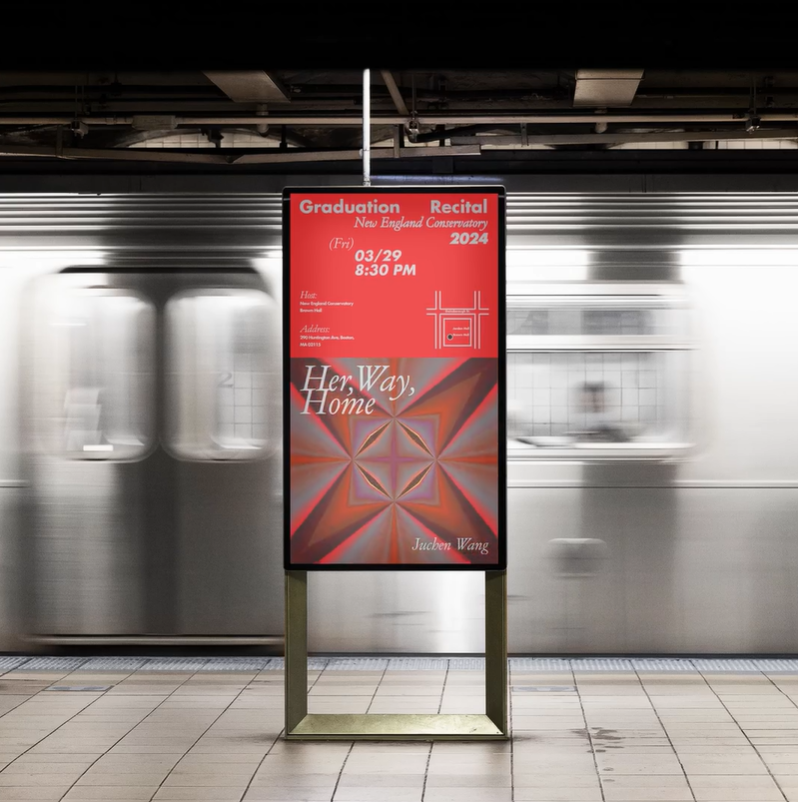 Graduation Recital
New England Conservatory
2024
(Fri)
03/29
8:30 PM
Host:
New England Conservatory
Brown Hall
Address:
290 Huntington Ave, Boston,
MA 02115
Her, Way,
Home
Juchen Wang